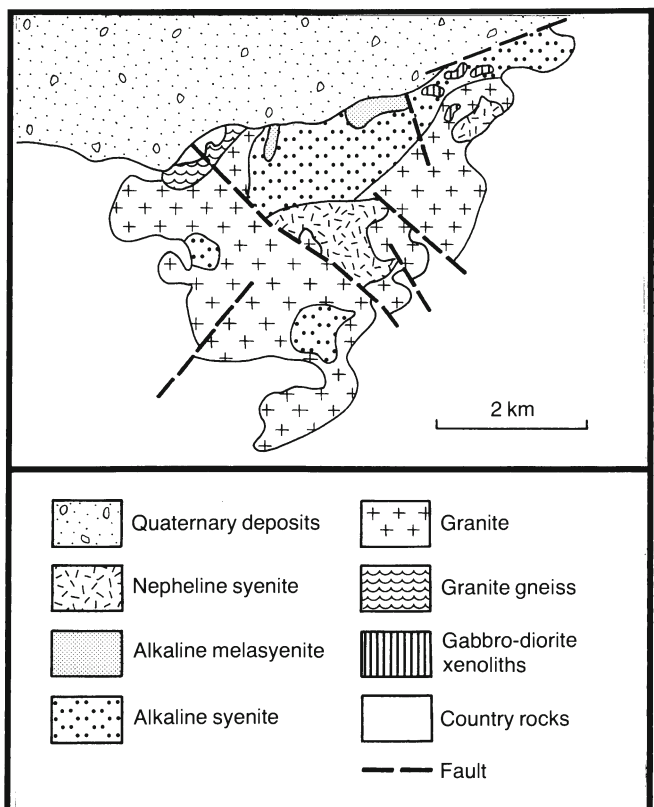 2 km
Quaternary deposits
Nepheline syenite
Alkaline melasyenite
Alkaline syenite
Granite
Granite gneiss
Gabbro-diorite
xenoliths
Country rocks
Fault